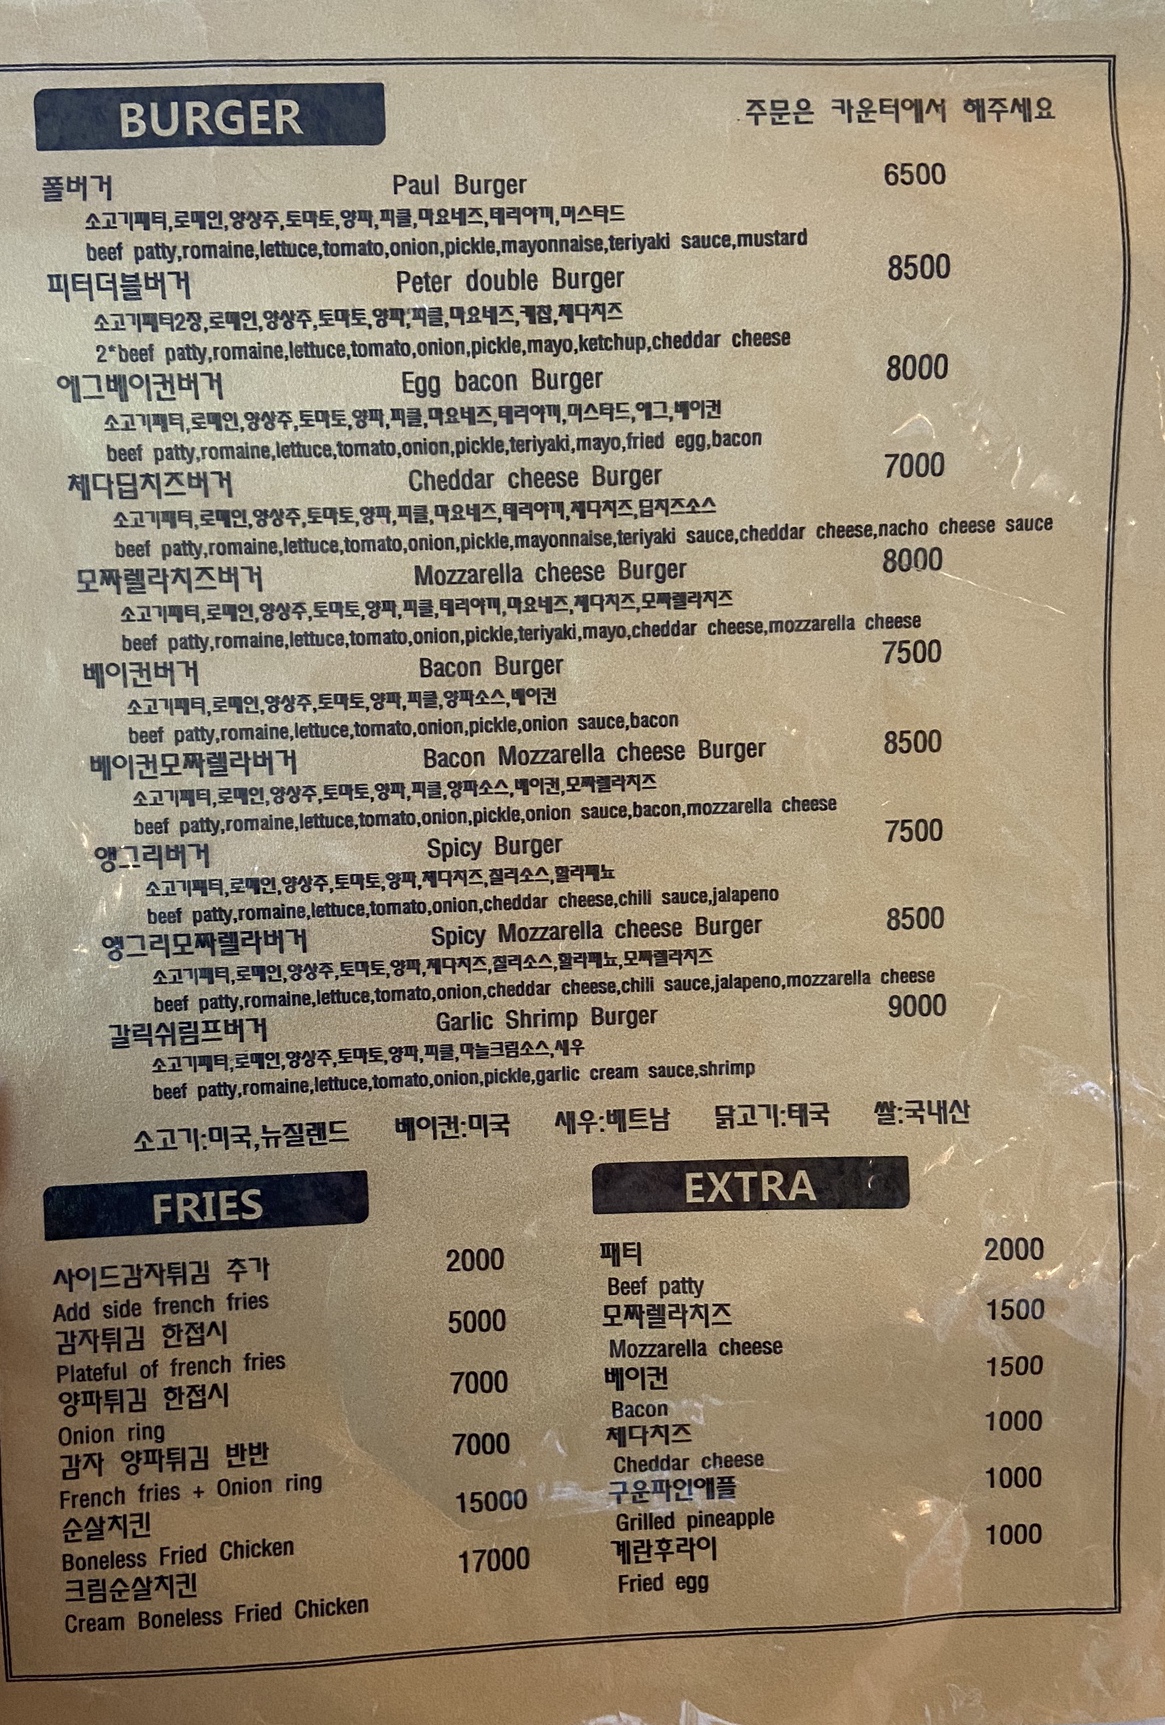 BURGER
주문은 카운터에서 해주세요
폴버거 Paul Burger 6500
소고기패티,로메인,양상추,토마토,양파,피클,마요네즈,데리야끼,머스타드
beef patty,romaine,lettuce,tomato,onion,pickle,mayonnaise,teriyaki sauce,mustard
피터더블버거 Peter double Burger 8500
소고기패티2장,로메인,양상추,토마토,양파,피클,마요네즈,케찹,체다치즈
2*beef patty,romaine,lettuce,tomato,onion,pickle,mayo,ketchup,cheddar cheese
에그베이컨버거 Egg bacon Burger 8000
소고기패티,로메인,양상추,토마토,양파,피클,마요네즈,데리야끼,머스타드,에그,베이컨
beef patty,romaine,lettuce,tomato,onion,pickle,teriyaki,mayo,fried egg,bacon
체다딥치즈버거 Cheddar cheese Burger 7000
소고기패티,로메인,양상추,토마토,양파,피클,마요네즈,데리야끼,체다치즈,딥치즈소스
beef patty,romaine,lettuce,tomato,onion,pickle,mayonnaise,teriyaki sauce,cheddar cheese,nacho cheese sauce
모짜렐라치즈버거 Mozzarella cheese Burger 8000
소고기패티,로메인,양상추,토마토,양파,피클,데리야끼,마요네즈,체다치즈,모짜렐라치즈
beef patty,romaine,lettuce,tomato,onion,pickle,teriyaki,mayo,cheddar cheese,mozzarella cheese
베이컨버거 Bacon Burger 7500
소고기패티,로메인,양상추,토마토,양파,피클,양파소스,베이컨
beef patty,romaine,lettuce,tomato,onion,pickle,onion sauce,bacon
베이컨모짜렐라버거 Bacon Mozzarella cheese Burger 8500
소고기패티,로메인,양상추,토마토,양파,피클,양파소스,베이컨,모짜렐라치즈
beef patty,romaine,lettuce,tomato,onion,pickle,onion sauce,bacon,mozzarella cheese
앵그리버거 Spicy Burger 7500
소고기패티,로메인,양상추,토마토,양파,체다치즈,칠리소스,할라피뇨
beef patty,romaine,lettuce,tomato,onion,cheddar cheese,chili sauce,jalapeno
앵그리모짜렐라버거 Spicy Mozzarella cheese Burger 8500
소고기패티,로메인,양상추,토마토,양파,체다치즈,칠리소스,할라피뇨,모짜렐라치즈
beef patty,romaine,lettuce,tomato,onion,cheddar cheese,chili sauce,jalapeno,mozzarella cheese
갈릭쉬림프버거 Garlic Shrimp Burger 9000
소고기패티,로메인,양상추,토마토,양파,피클,마늘크림소스,새우
beef patty,romaine,lettuce,tomato,onion,pickle,garlic cream sauce,shrimp
소고기:미국,뉴질랜드 베이컨:미국 새우:베트남 닭고기:태국 쌀:국내산
FRIES
사이드감자튀김 추가 2000
Add side french fries
감자튀김 한접시 5000
Plateful of french fries
양파튀김 한접시 7000
Onion ring
감자 양파튀김 반반 7000
French fries + Onion ring
순살치킨 15000
Boneless Fried Chicken
크림순살치킨 17000
Cream Boneless Fried Chicken
EXTRA
패티 2000
Beef patty
모짜렐라치즈 1500
Mozzarella cheese
베이컨 1500
Bacon
체다치즈 1000
Cheddar cheese
구운파인애플 1000
Grilled pineapple
계란후라이 1000
Fried egg